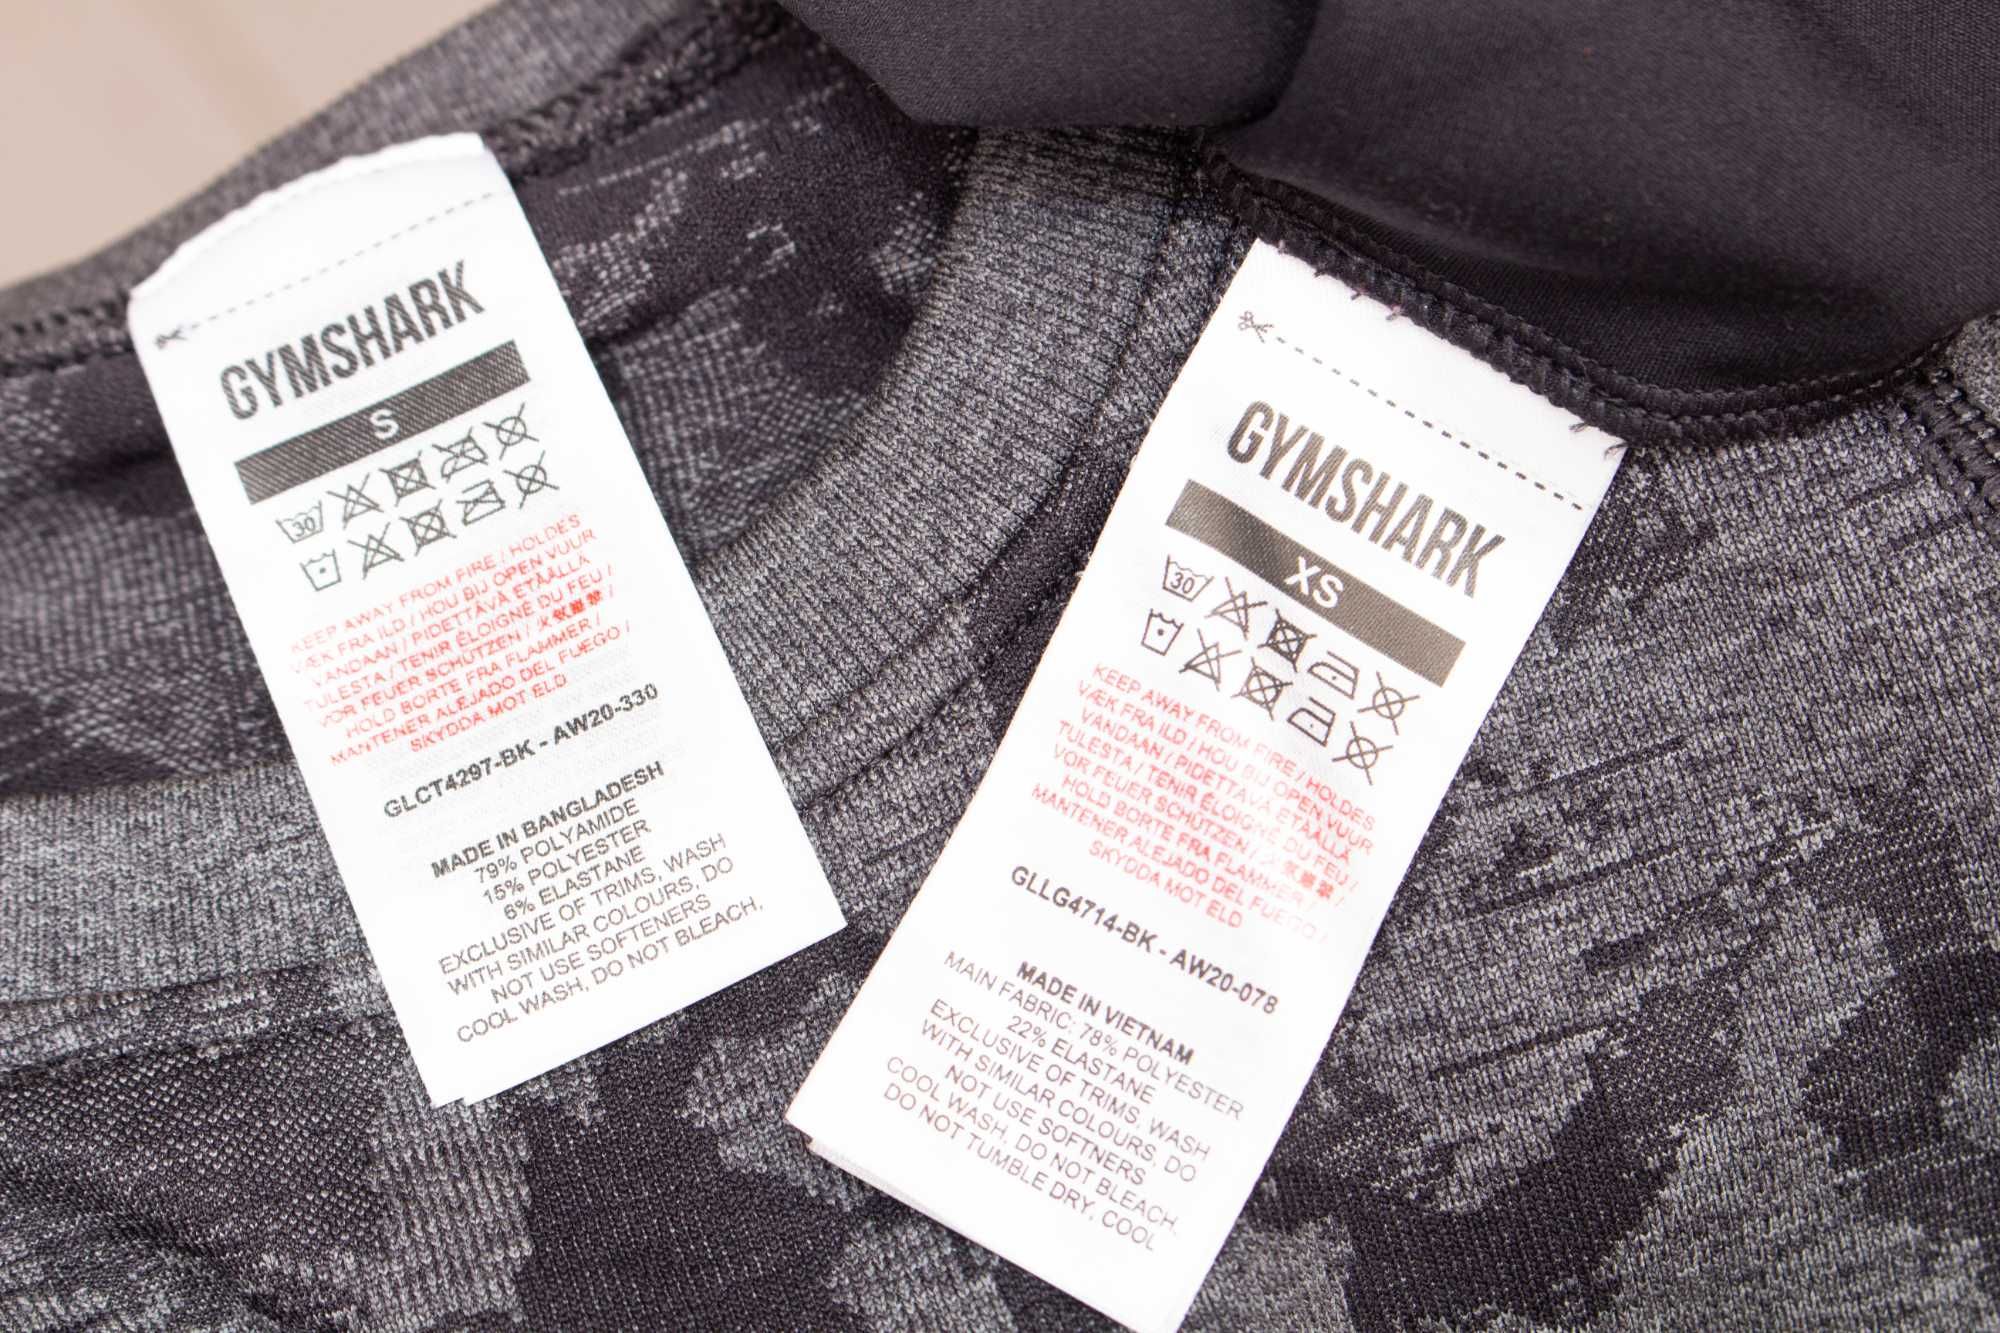 GYMSHARK
S
30
KEEP AWAY FROM FIRE / HOLDES
VÆK FRA ILD / HOU BIJ OPEN VUUR
VANDAAN / PIDETTÄVÄ ETÄÄLLÄ
TULESTA / TENIR ÉLOIGNÉ DU FEU /
VOR FEUER SCHÜTZEN /
HOLD BORTE FRA FLAMMER /
MANTENER ALEJADO DEL FUEGO /
SKYDDA MOT ELD
GLCT4297-BK - AW20-330
MADE IN BANGLADESH
79% POLYAMIDE
15% POLYESTER
6% ELASTANE
EXCLUSIVE OF TRIMS, WASH
WITH SIMILAR COLOURS, DO
NOT USE SOFTENERS
COOL WASH, DO NOT BLEACH,
GYMSHARK
XS
30
KEEP AWAY FROM FIRE / HOLDES
VÆK FRA ILD / HOU BIJ OPEN VUUR
VANDAAN / PIDETTÄVÄ ETÄÄLLÄ
TULESTA / TENIR ÉLOIGNÉ DU FEU /
VOR FEUER SCHÜTZEN /
HOLD BORTE FRA FLAMMER /
MANTENER ALEJADO DEL FUEGO /
SKYDDA MOT ELD
GLLG4714-BK - AW20-078
MADE IN VIETNAM
MAIN FABRIC: 78% POLYESTER
22% ELASTANE
EXCLUSIVE OF TRIMS, WASH
WITH SIMILAR COLOURS, DO
NOT USE SOFTNERS
COOL WASH, DO NOT BLEACH,
DO NOT TUMBLE DRY, COOL